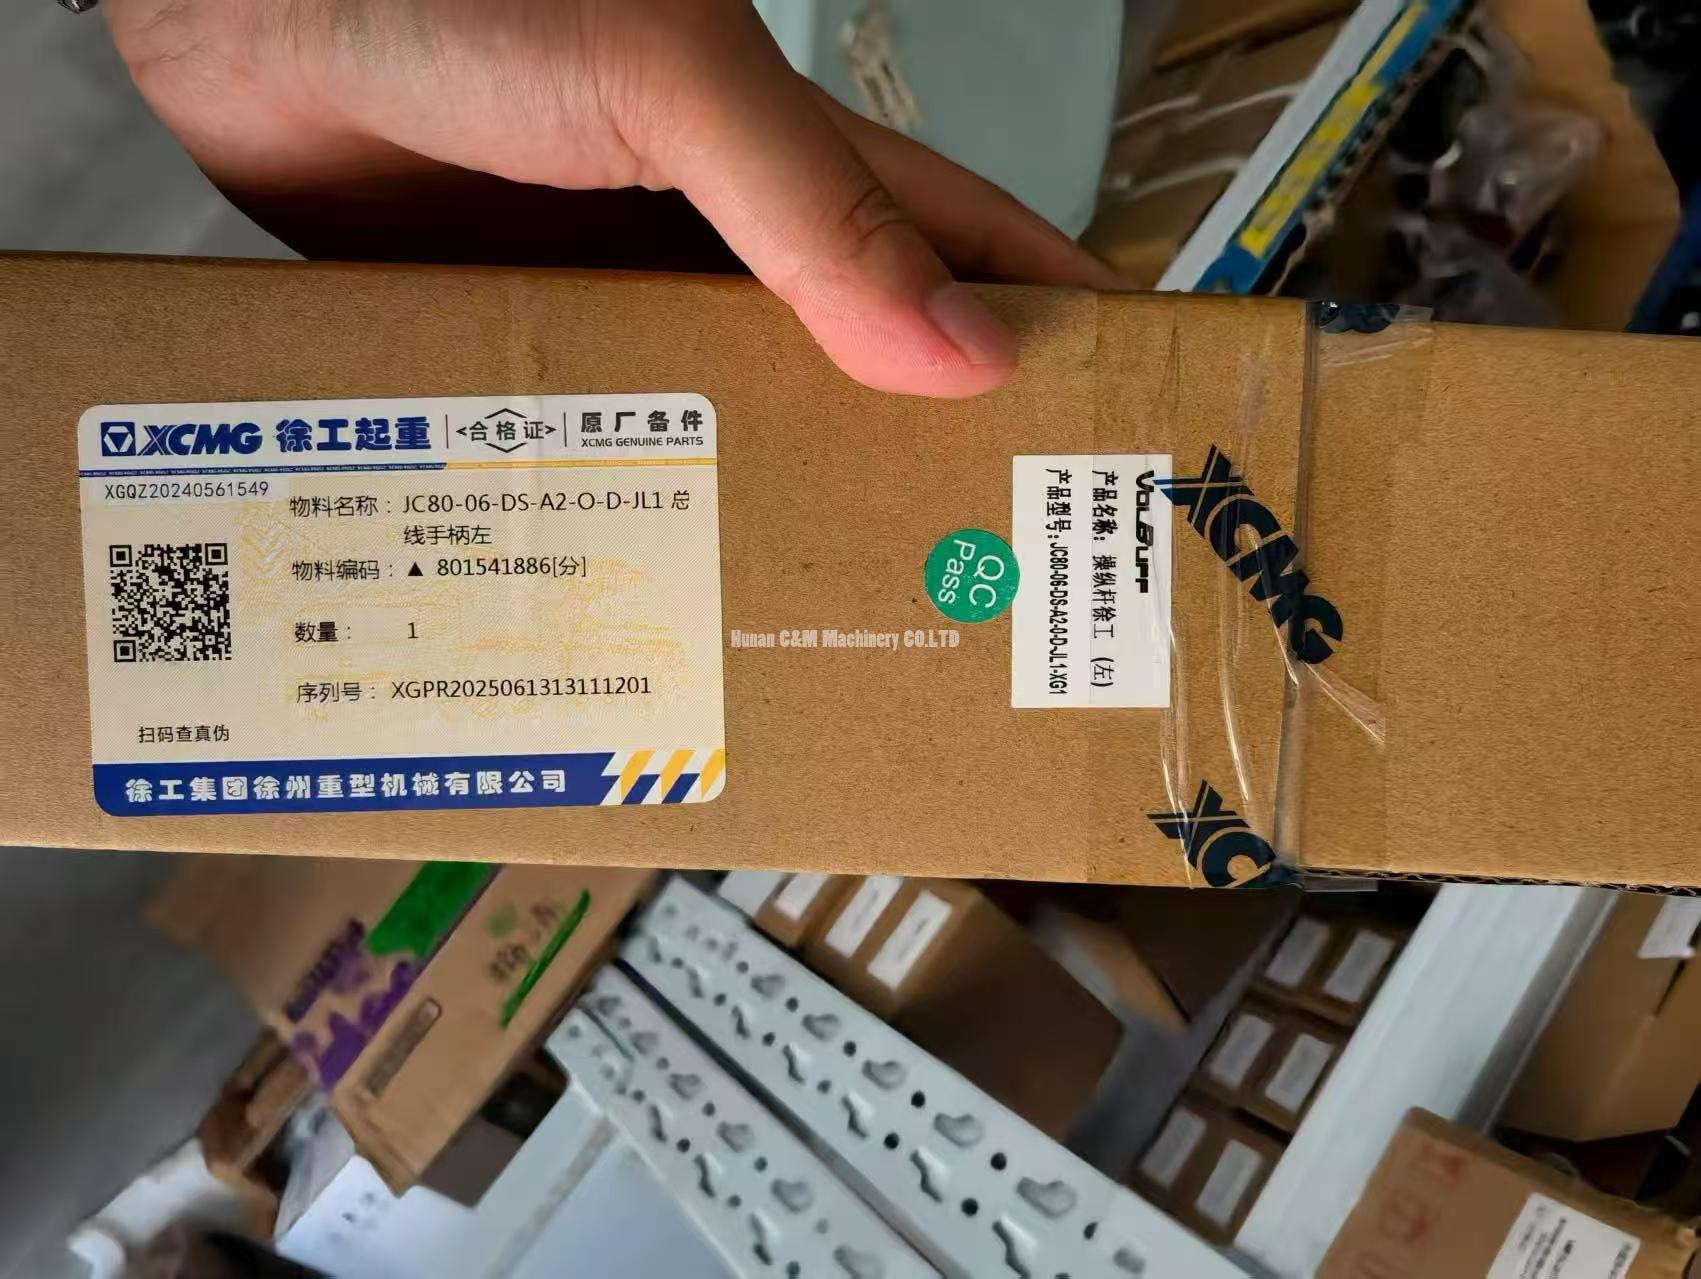 XCMG 徐工起重 <合格证> 原厂备件
XCMG GENUINE PARTS
XGQZ20240561549
物料名称：JC80-06-DS-A2-O-D-JL1 总
线手柄左
物料编码：▲ 801541886[分]
数量： 1
序列号： XGPR2025061313111201
扫码查真伪
徐工集团徐州重型机械有限公司
QC
Pass
VOLBUFF
产品名称：操纵杆徐工 (左)
产品型号：JC80-06-DS-A2-0-D-JL1-XG1
XCMG
XC
Hunan C&M Machinery CO.LTD